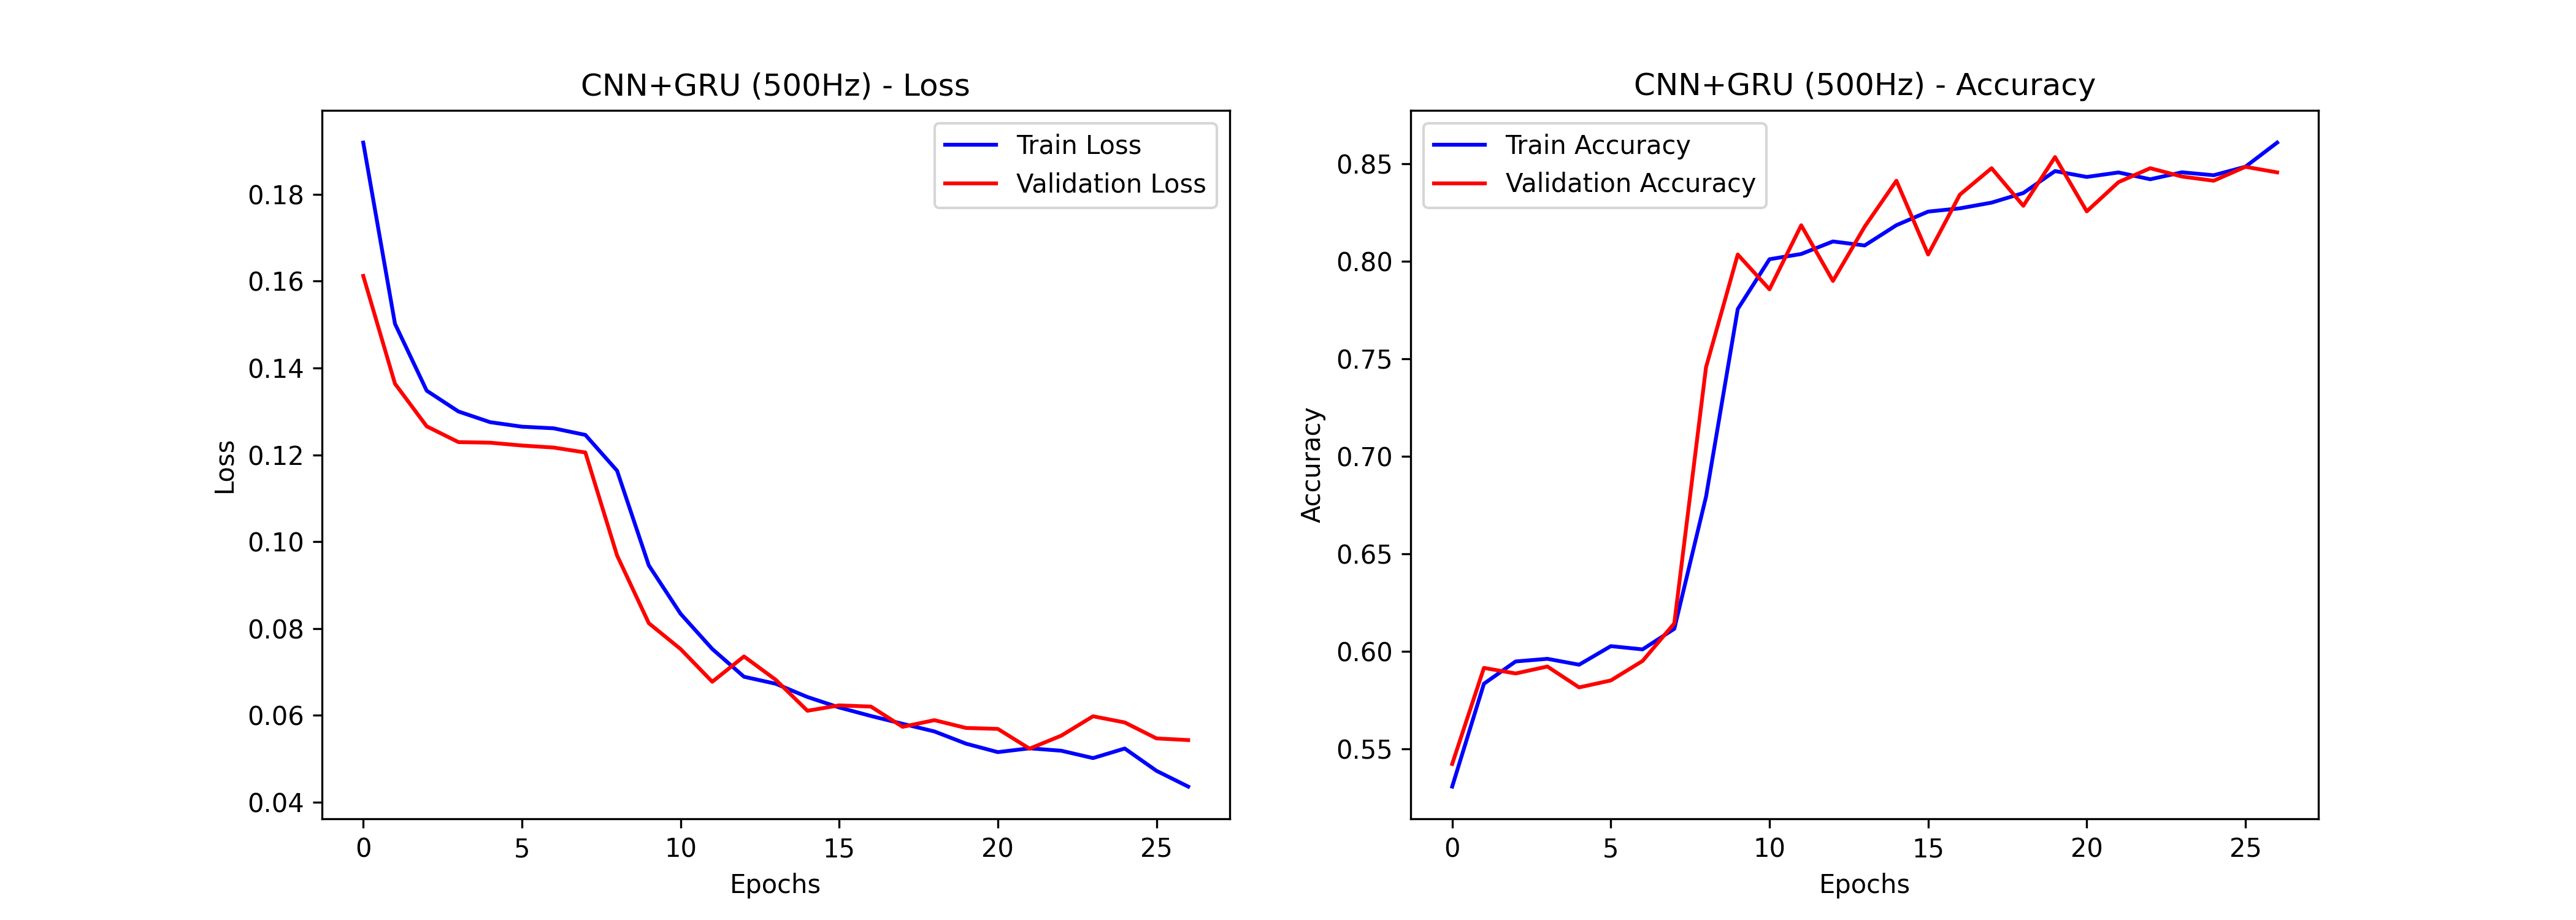 CNN+GRU (500Hz) - Loss
Train Loss
Validation Loss
0.18
0.16
0.14
0.12
0.10
0.08
0.06
0.04
Loss
0 5 10 15 20 25
Epochs
CNN+GRU (500Hz) - Accuracy
Train Accuracy
Validation Accuracy
0.85
0.80
0.75
0.70
0.65
0.60
0.55
Accuracy
0 5 10 15 20 25
Epochs